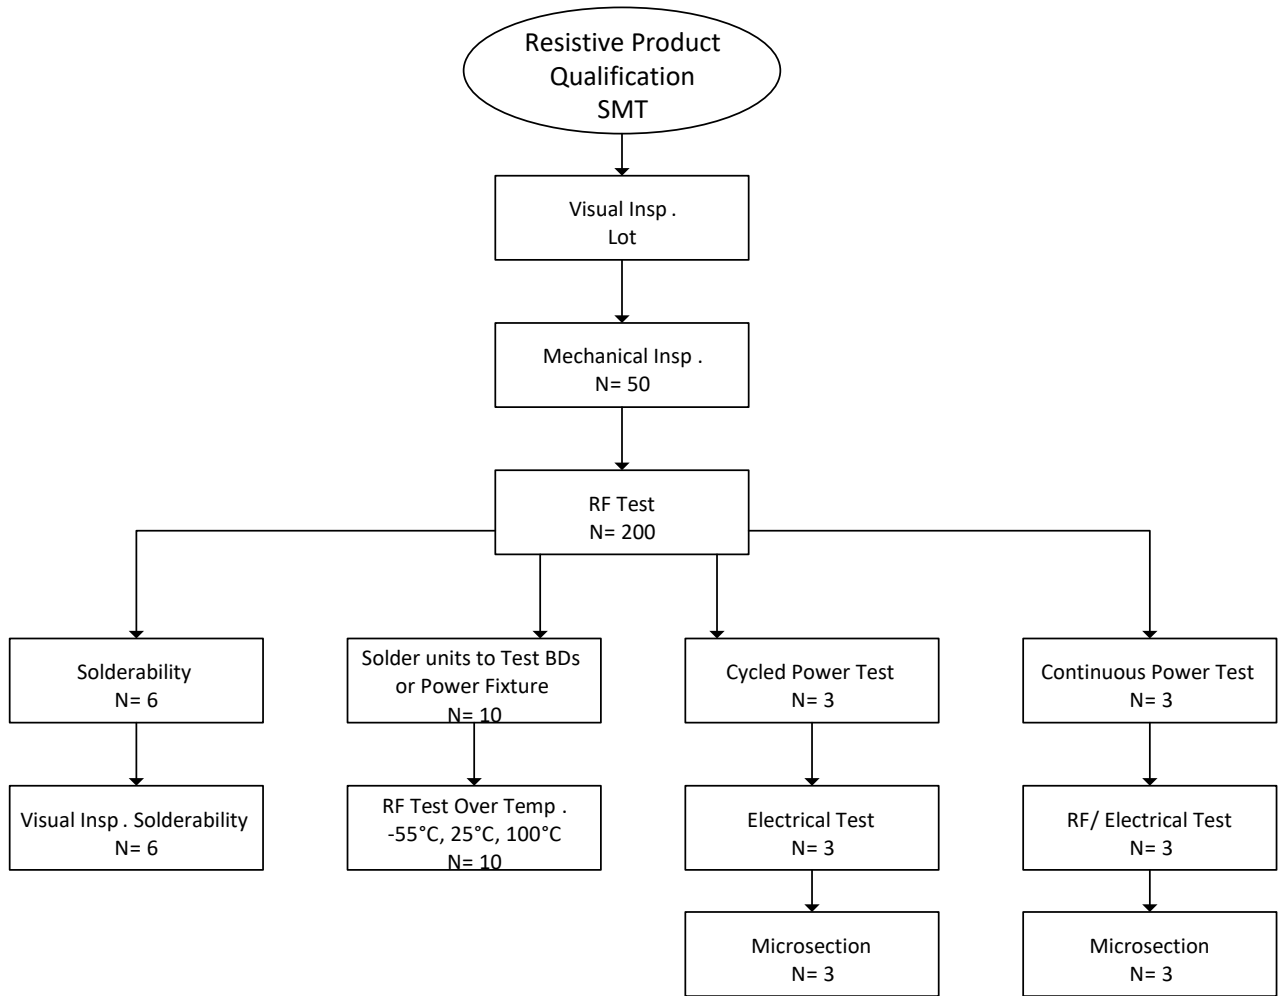 Resistive Product
Qualification
SMT
Visual Insp .
Lot
Mechanical Insp .
N= 50
RF Test
N= 200
Solderability
N= 6
Solder units to Test BDs
or Power Fixture
N= 10
Cycled Power Test
N= 3
Continuous Power Test
N= 3
Visual Insp . Solderability
N= 6
RF Test Over Temp .
-55°C, 25°C, 100°C
N= 10
Electrical Test
N= 3
RF/ Electrical Test
N= 3
Microsection
N= 3
Microsection
N= 3